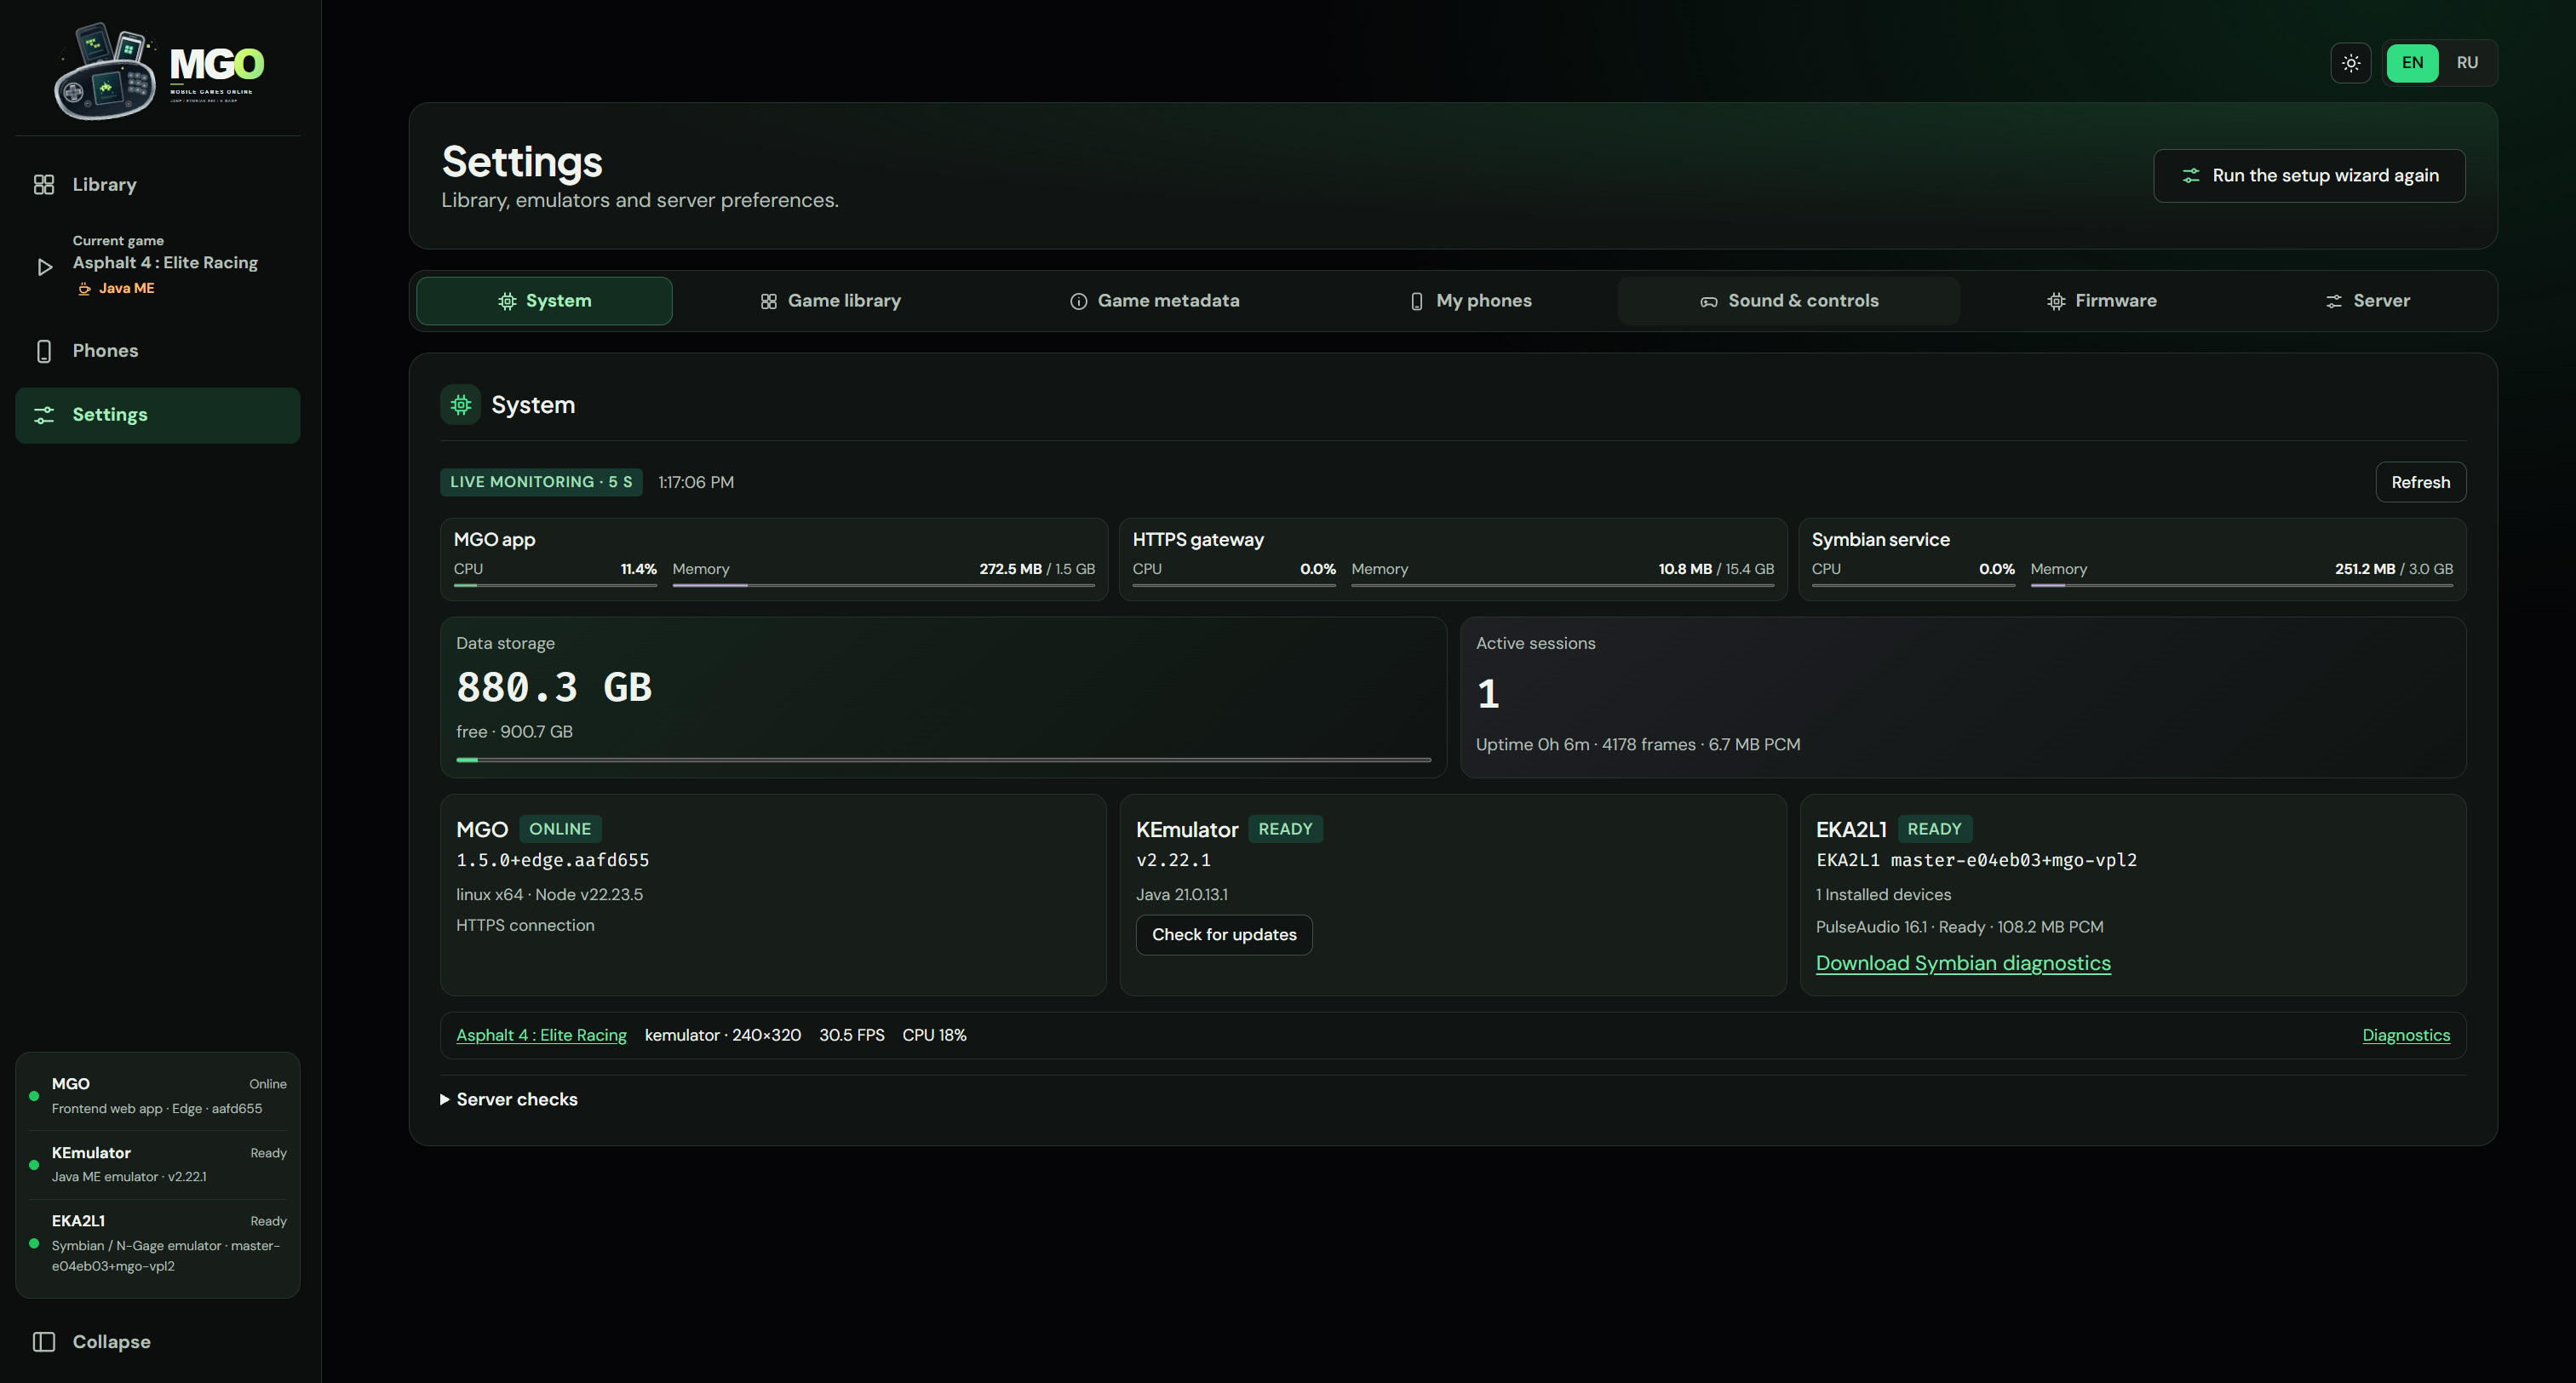 MGO
MOBILE GAMES ONLINE
Library
Current game
Asphalt 4 : Elite Racing
Java ME
Phones
Settings
MGO Online
Frontend web app · Edge · aafd655
KEmulator Ready
Java ME emulator · v2.22.1
EKA2L1 Ready
Symbian / N-Gage emulator · master-
e04eb03+mgo-vpl2
Collapse
EN RU
Settings
Library, emulators and server preferences.
Run the setup wizard again
System Game library Game metadata My phones Sound & controls Firmware Server
System
LIVE MONITORING · 5 S 1:17:06 PM Refresh
MGO app
CPU 11.4% Memory 272.5 MB / 1.5 GB
HTTPS gateway
CPU 0.0% Memory 10.8 MB / 15.4 GB
Symbian service
CPU 0.0% Memory 251.2 MB / 3.0 GB
Data storage
880.3 GB
free · 900.7 GB
Active sessions
1
Uptime 0h 6m · 4178 frames · 6.7 MB PCM
MGO ONLINE
1.5.0+edge.aafd655
linux x64 · Node v22.23.5
HTTPS connection
KEmulator READY
v2.22.1
Java 21.0.13.1
Check for updates
EKA2L1 READY
EKA2L1 master-e04eb03+mgo-vpl2
1 Installed devices
PulseAudio 16.1 · Ready · 108.2 MB PCM
Download Symbian diagnostics
Asphalt 4 : Elite Racing kemulator · 240×320 30.5 FPS CPU 18% Diagnostics
Server checks